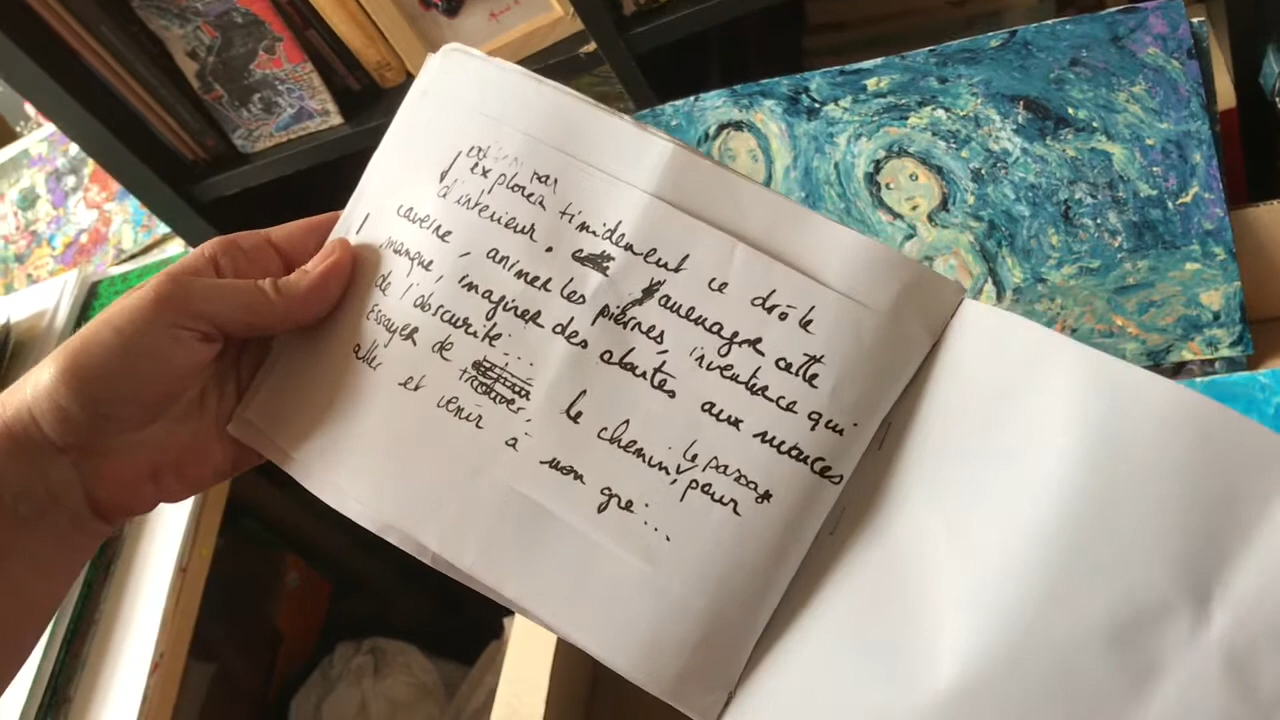 par
explorer timidement ce drôle
d'intérieur. aménager cette
caverne, animer les pierres, inventer ce qui
manque, imaginer des clartés aux nuances
de l'obscurité...
Essayer de trouver, le chemin, le passage pour
aller et venir à mon gré...